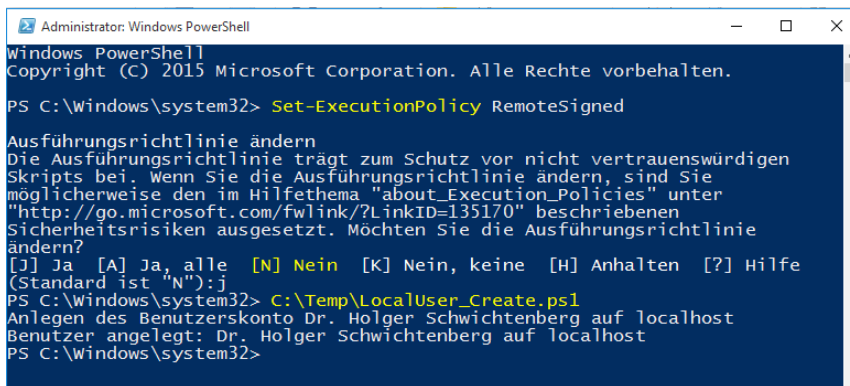 Administrator: Windows PowerShell
Windows PowerShell
Copyright (C) 2015 Microsoft Corporation. Alle Rechte vorbehalten.
PS C:\Windows\system32> Set-ExecutionPolicy RemoteSigned
Ausführungsrichtlinie ändern
Die Ausführungsrichtlinie trägt zum Schutz vor nicht vertrauenswürdigen
Skripts bei. Wenn Sie die Ausführungsrichtlinie ändern, sind Sie
möglicherweise den im Hilfethema "about_Execution_Policies" unter
"http://go.microsoft.com/fwlink/?LinkID=135170" beschriebenen
Sicherheitsrisiken ausgesetzt. Möchten Sie die Ausführungsrichtlinie
ändern?
[J] Ja  [A] Ja, alle  [N] Nein  [K] Nein, keine  [H] Anhalten  [?] Hilfe
(Standard ist "N"):j
PS C:\Windows\system32> C:\Temp\LocalUser_Create.ps1
Anlegen des Benutzerskonto Dr. Holger Schwichtenberg auf localhost
Benutzer angelegt: Dr. Holger Schwichtenberg auf localhost
PS C:\Windows\system32>